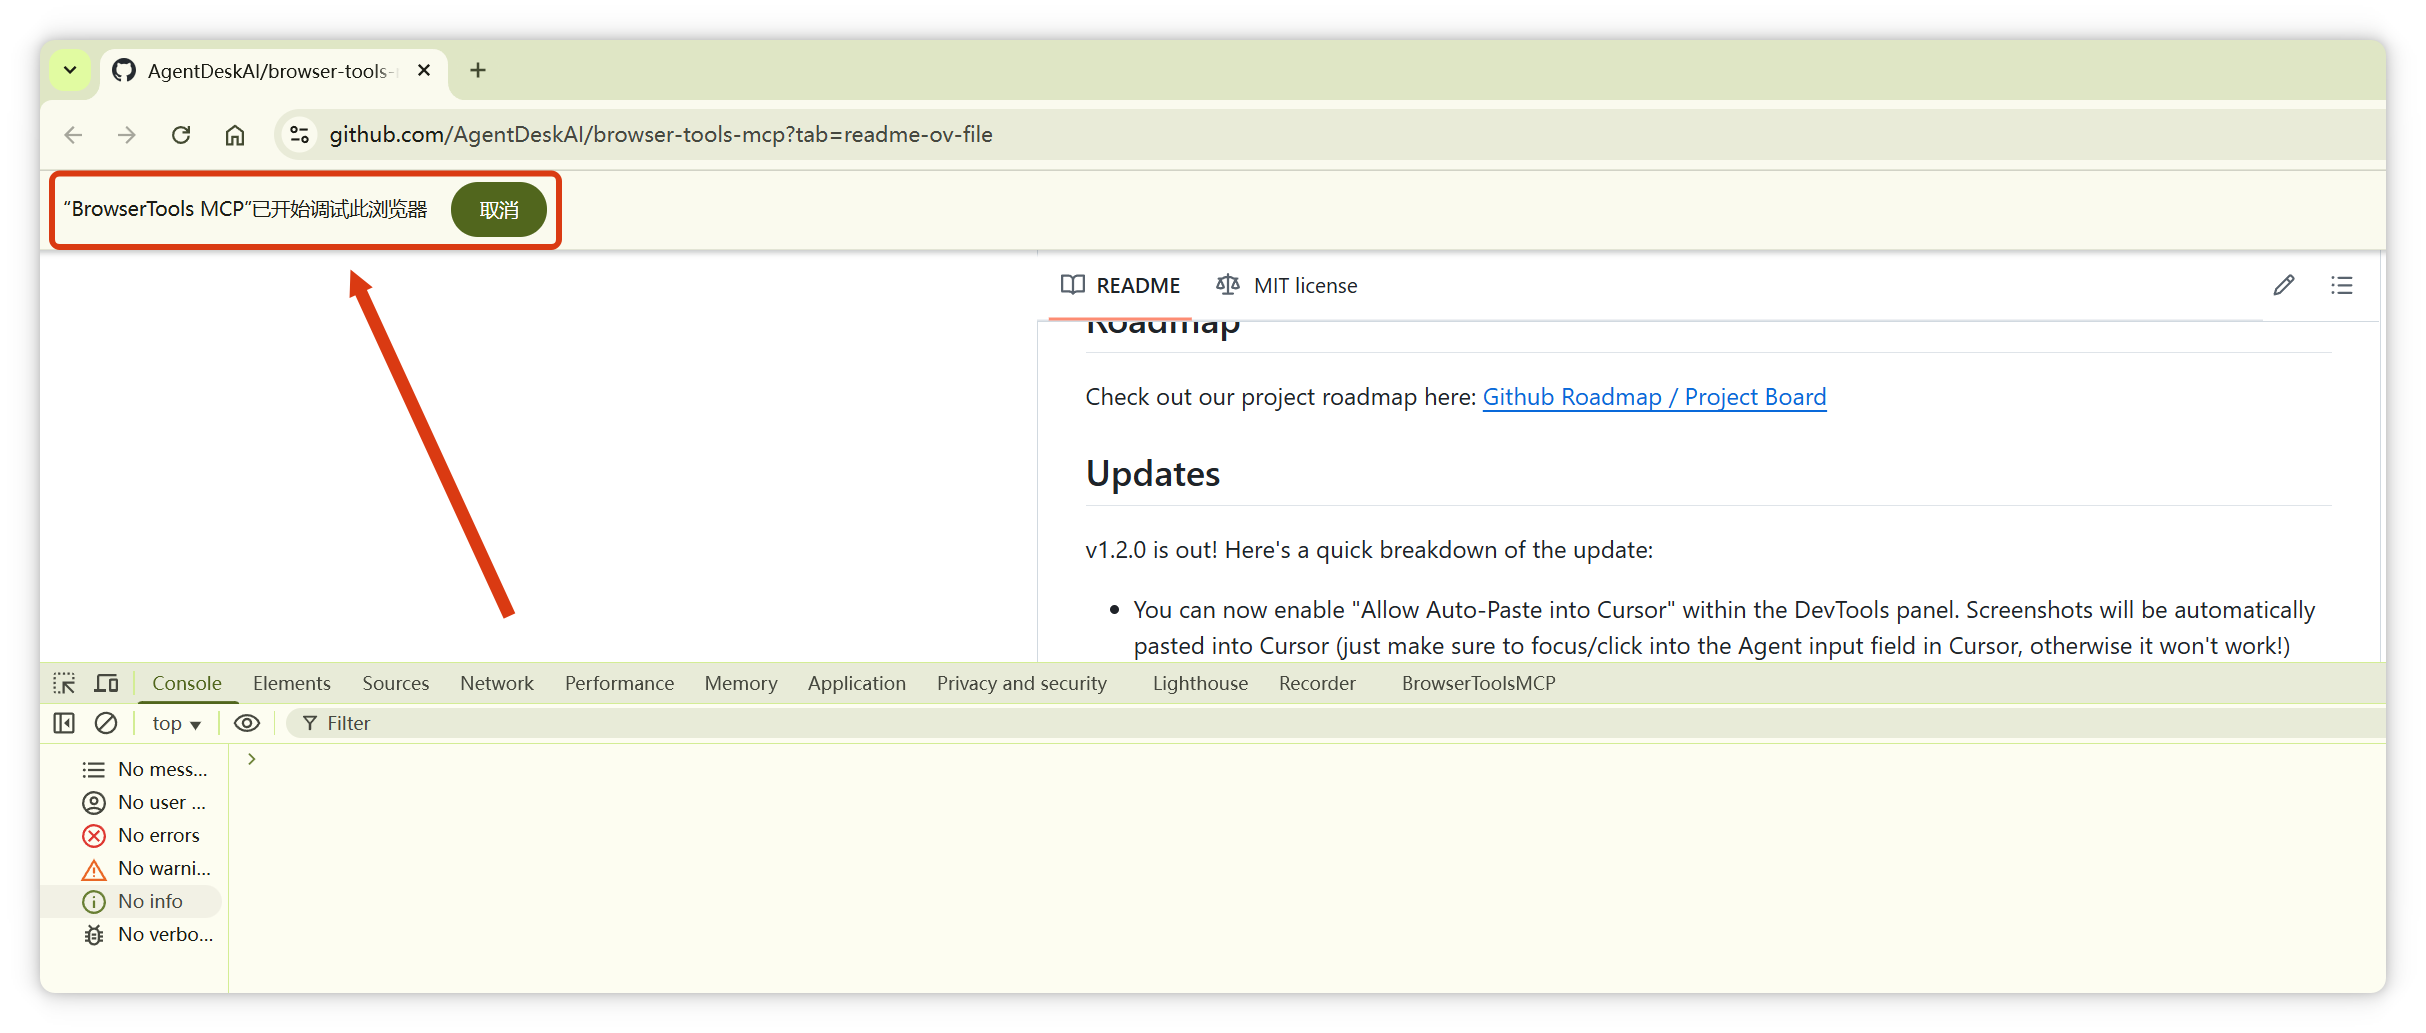 AgentDeskAI/browser-tools-
github.com/AgentDeskAI/browser-tools-mcp?tab=readme-ov-file
“BrowserTools MCP”已开始调试此浏览器 取消
README MIT license
Roadmap
Check out our project roadmap here: Github Roadmap / Project Board
Updates
v1.2.0 is out! Here's a quick breakdown of the update:
• You can now enable "Allow Auto-Paste into Cursor" within the DevTools panel. Screenshots will be automatically
pasted into Cursor (just make sure to focus/click into the Agent input field in Cursor, otherwise it won't work!)
Console Elements Sources Network Performance Memory Application Privacy and security Lighthouse Recorder BrowserToolsMCP
top Filter
No mess...
No user ...
No errors
No warni...
No info
No verbo...